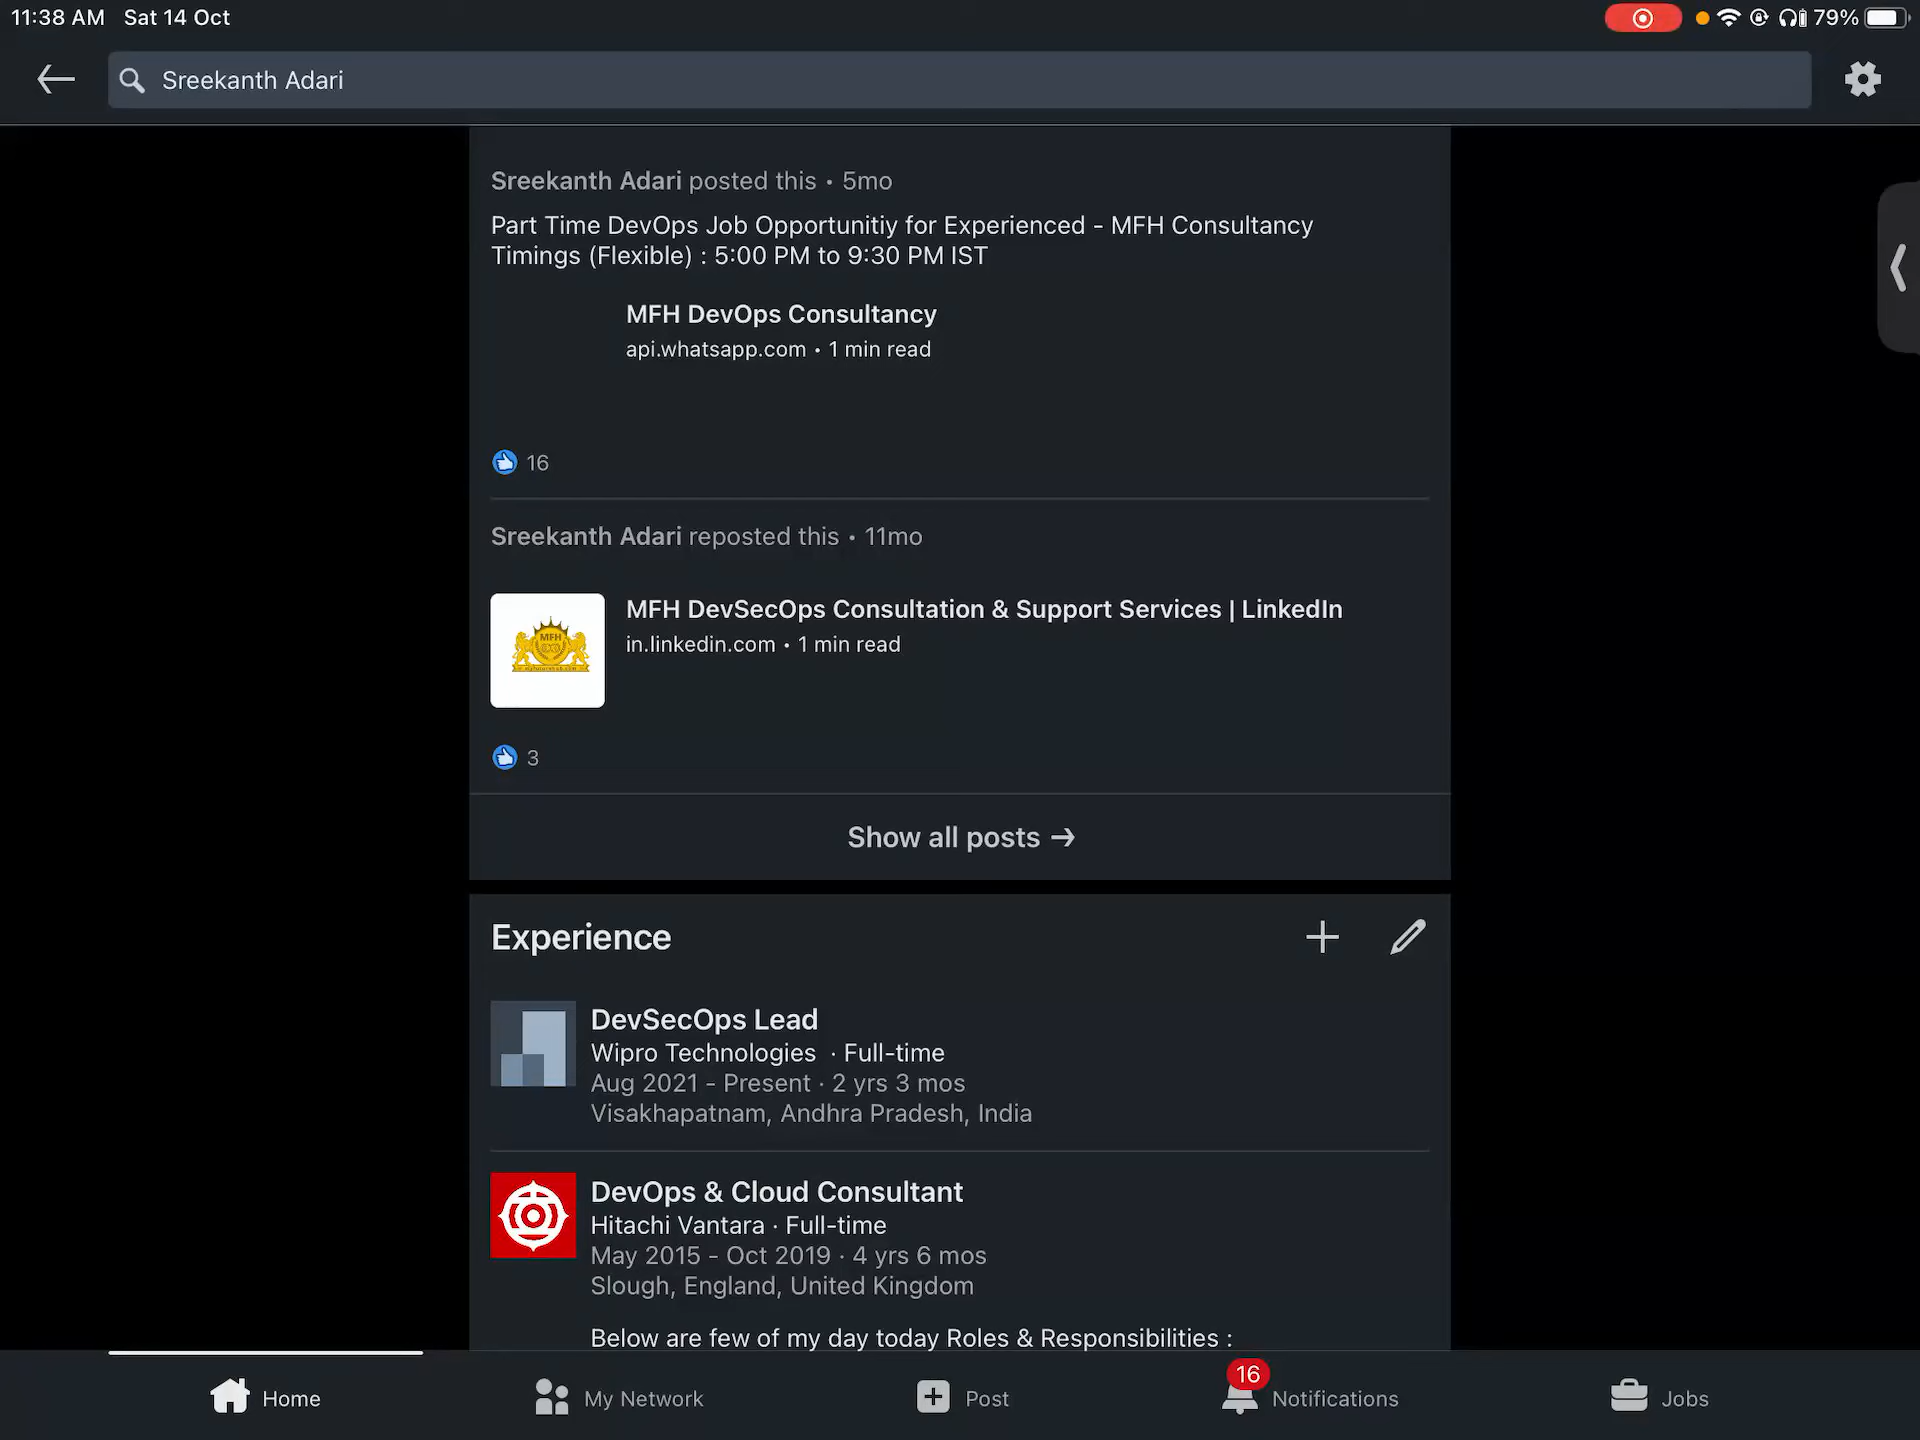 11:38 AM Sat 14 Oct
79%
Sreekanth Adari
Sreekanth Adari posted this • 5mo
Part Time DevOps Job Opportunitiy for Experienced - MFH Consultancy
Timings (Flexible) : 5:00 PM to 9:30 PM IST
MFH DevOps Consultancy
api.whatsapp.com • 1 min read
16
Sreekanth Adari reposted this • 11mo
MFH
MFH DevSecOps Consultation & Support Services | LinkedIn
in.linkedin.com • 1 min read
3
Show all posts →
Experience
DevSecOps Lead
Wipro Technologies · Full-time
Aug 2021 - Present · 2 yrs 3 mos
Visakhapatnam, Andhra Pradesh, India
DevOps & Cloud Consultant
Hitachi Vantara · Full-time
May 2015 - Oct 2019 · 4 yrs 6 mos
Slough, England, United Kingdom
Below are few of my day today Roles & Responsibilities :
Home
My Network
Post
16
Notifications
Jobs